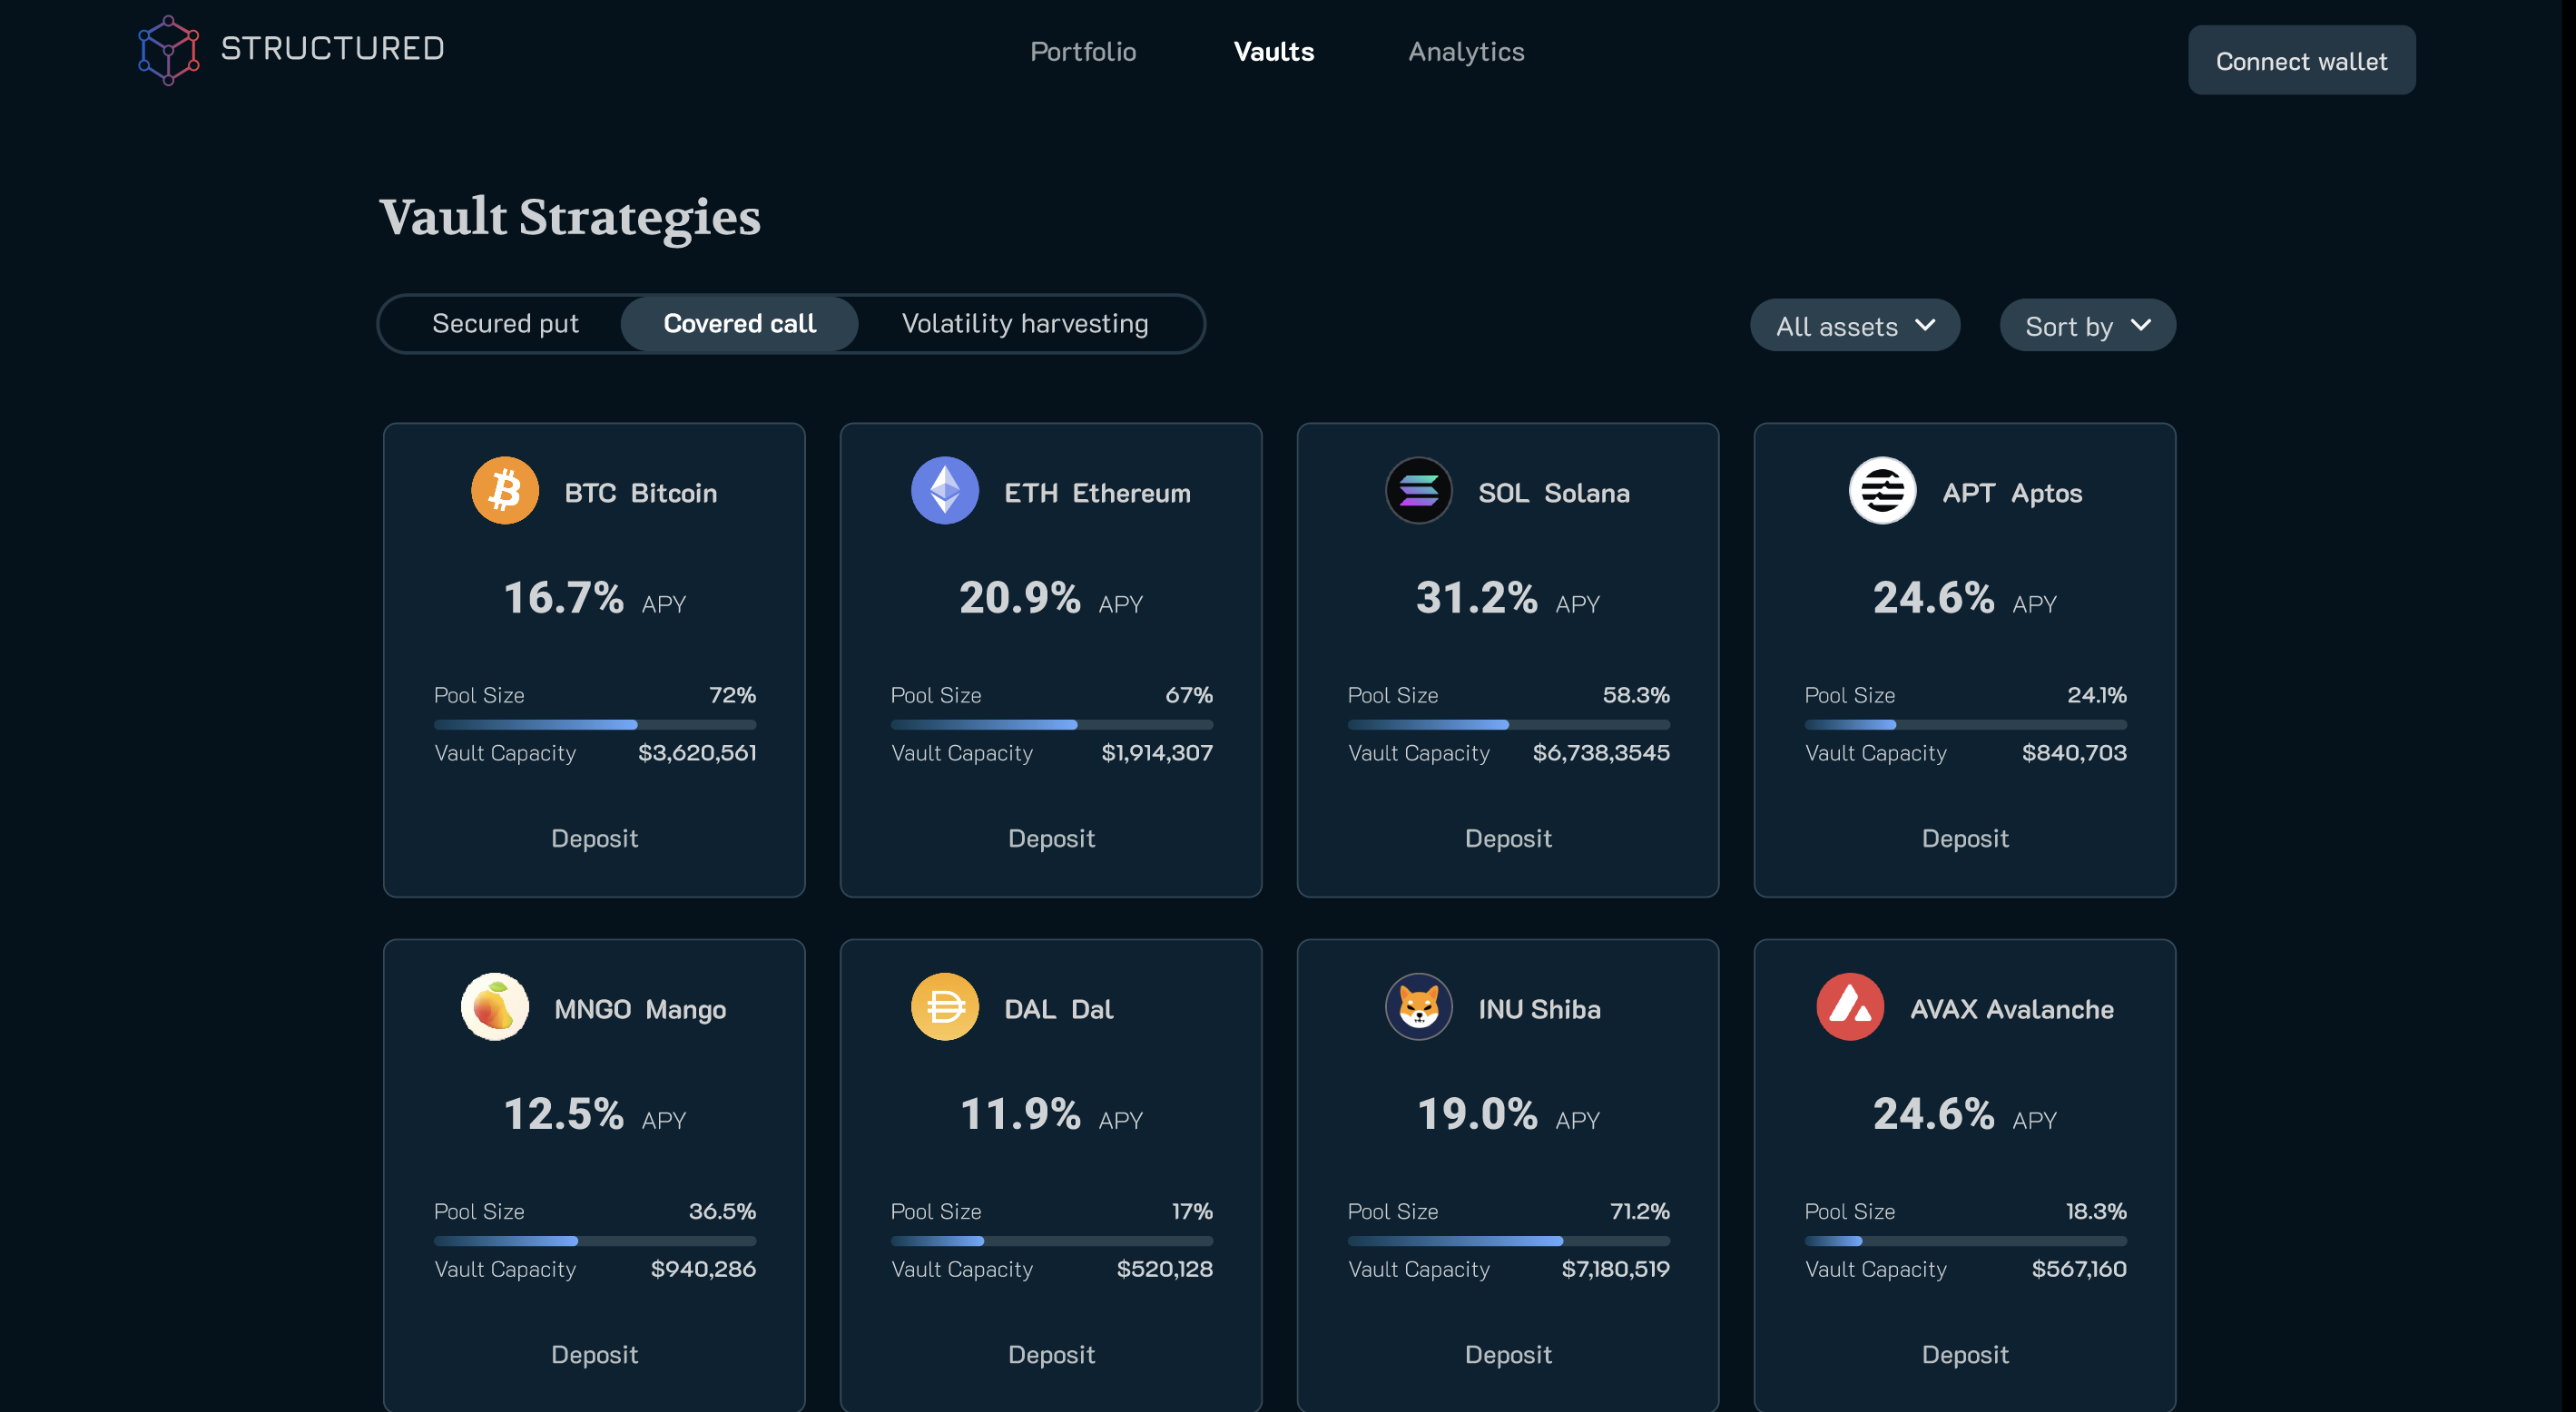 STRUCTURED
Portfolio Vaults Analytics
Connect wallet
Vault Strategies
Secured put Covered call Volatility harvesting
All assets Sort by
BTC Bitcoin
16.7% APY
Pool Size 72%
Vault Capacity $3,620,561
Deposit
ETH Ethereum
20.9% APY
Pool Size 67%
Vault Capacity $1,914,307
Deposit
SOL Solana
31.2% APY
Pool Size 58.3%
Vault Capacity $6,738,3545
Deposit
APT Aptos
24.6% APY
Pool Size 24.1%
Vault Capacity $840,703
Deposit
MNGO Mango
12.5% APY
Pool Size 36.5%
Vault Capacity $940,286
Deposit
DAL Dal
11.9% APY
Pool Size 17%
Vault Capacity $520,128
Deposit
INU Shiba
19.0% APY
Pool Size 71.2%
Vault Capacity $7,180,519
Deposit
AVAX Avalanche
24.6% APY
Pool Size 18.3%
Vault Capacity $567,160
Deposit